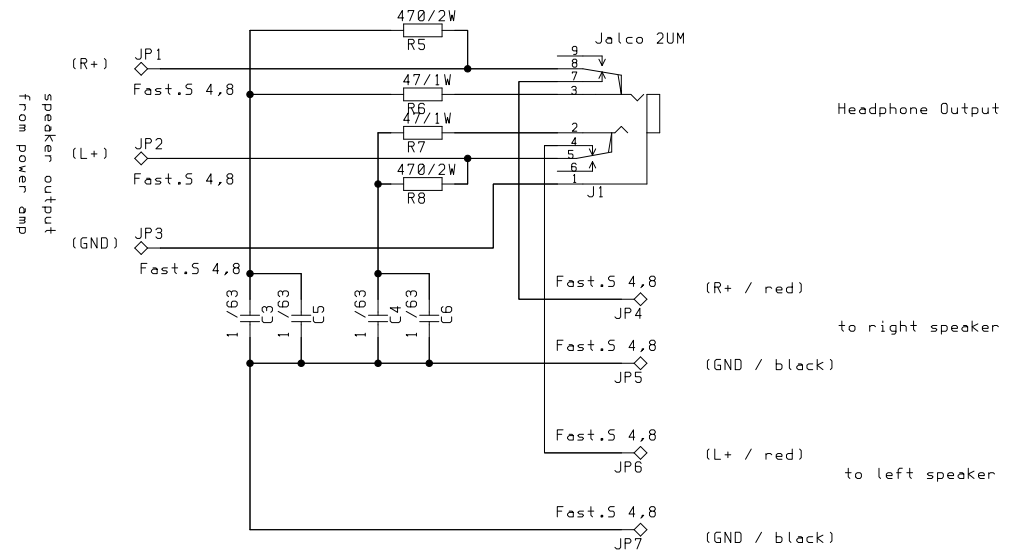 470/2W
R5
Jalco 2UM
(R+)
JP1
Fast.S 4,8
9
8
7
3
47/1W
R6
47/1W
R7
2
4
5
6
1
J1
Headphone Output
speaker output
from power amp
(L+)
JP2
Fast.S 4,8
470/2W
R8
(GND)
JP3
Fast.S 4,8
1 /63
C3
1 /63
C5
1 /63
C4
1 /63
C6
Fast.S 4,8
JP4
(R+ / red)
to right speaker
Fast.S 4,8
JP5
(GND / black)
Fast.S 4,8
JP6
(L+ / red)
to left speaker
Fast.S 4,8
JP7
(GND / black)